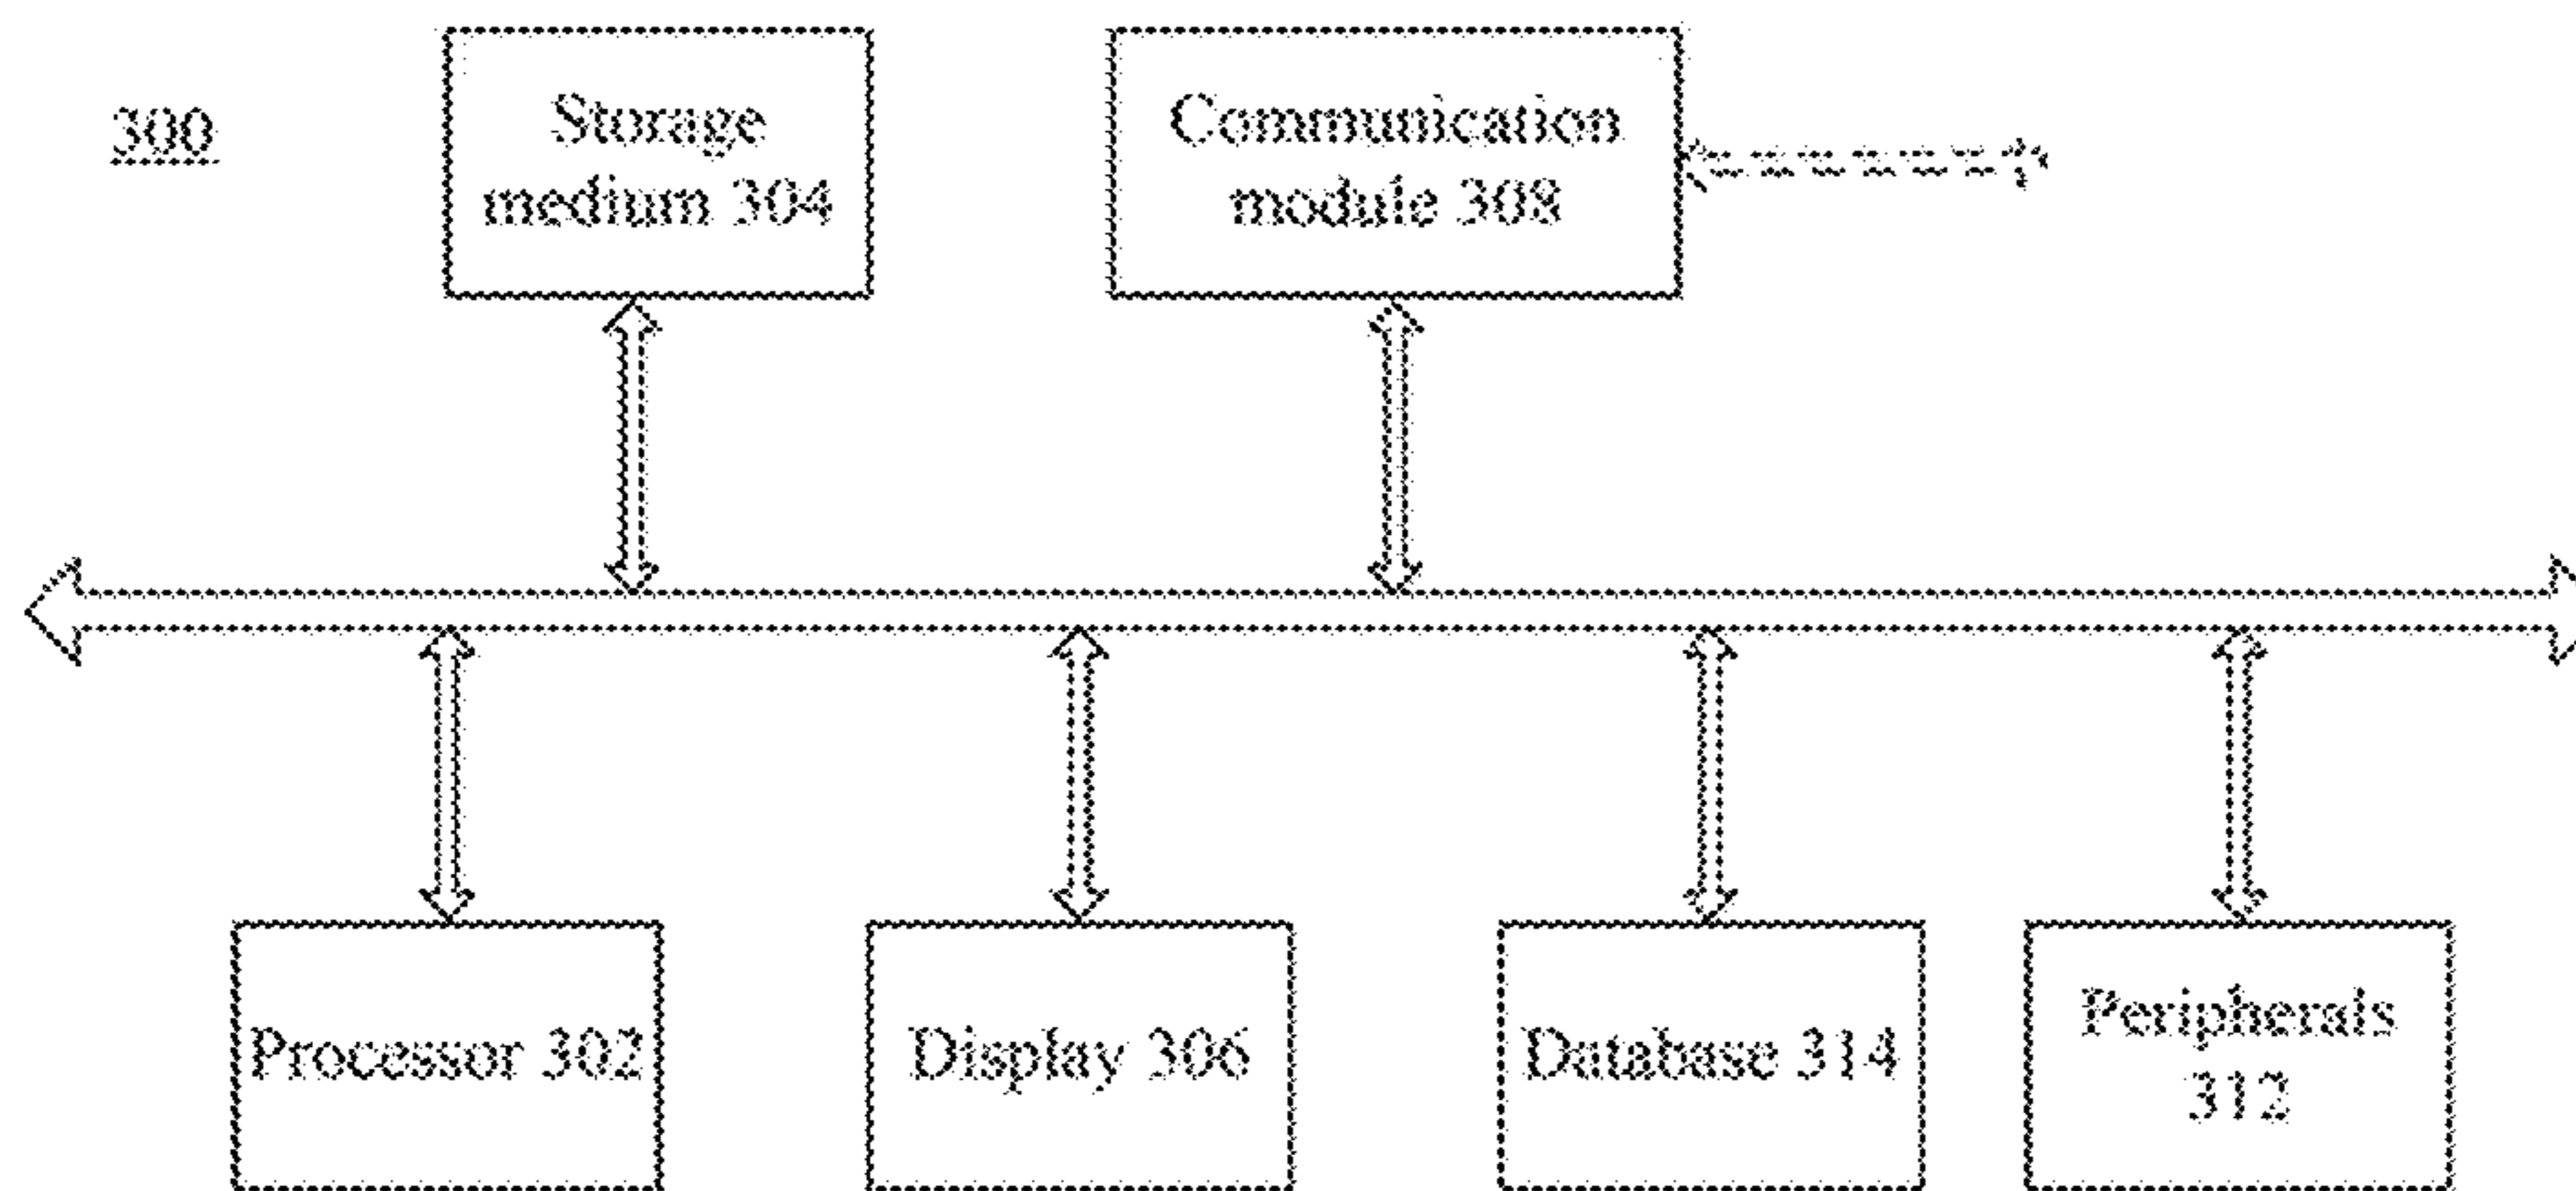 300
Storage
medium 304
Communication
module 308
Processor 302
Display 306
Database 314
Peripherals
312